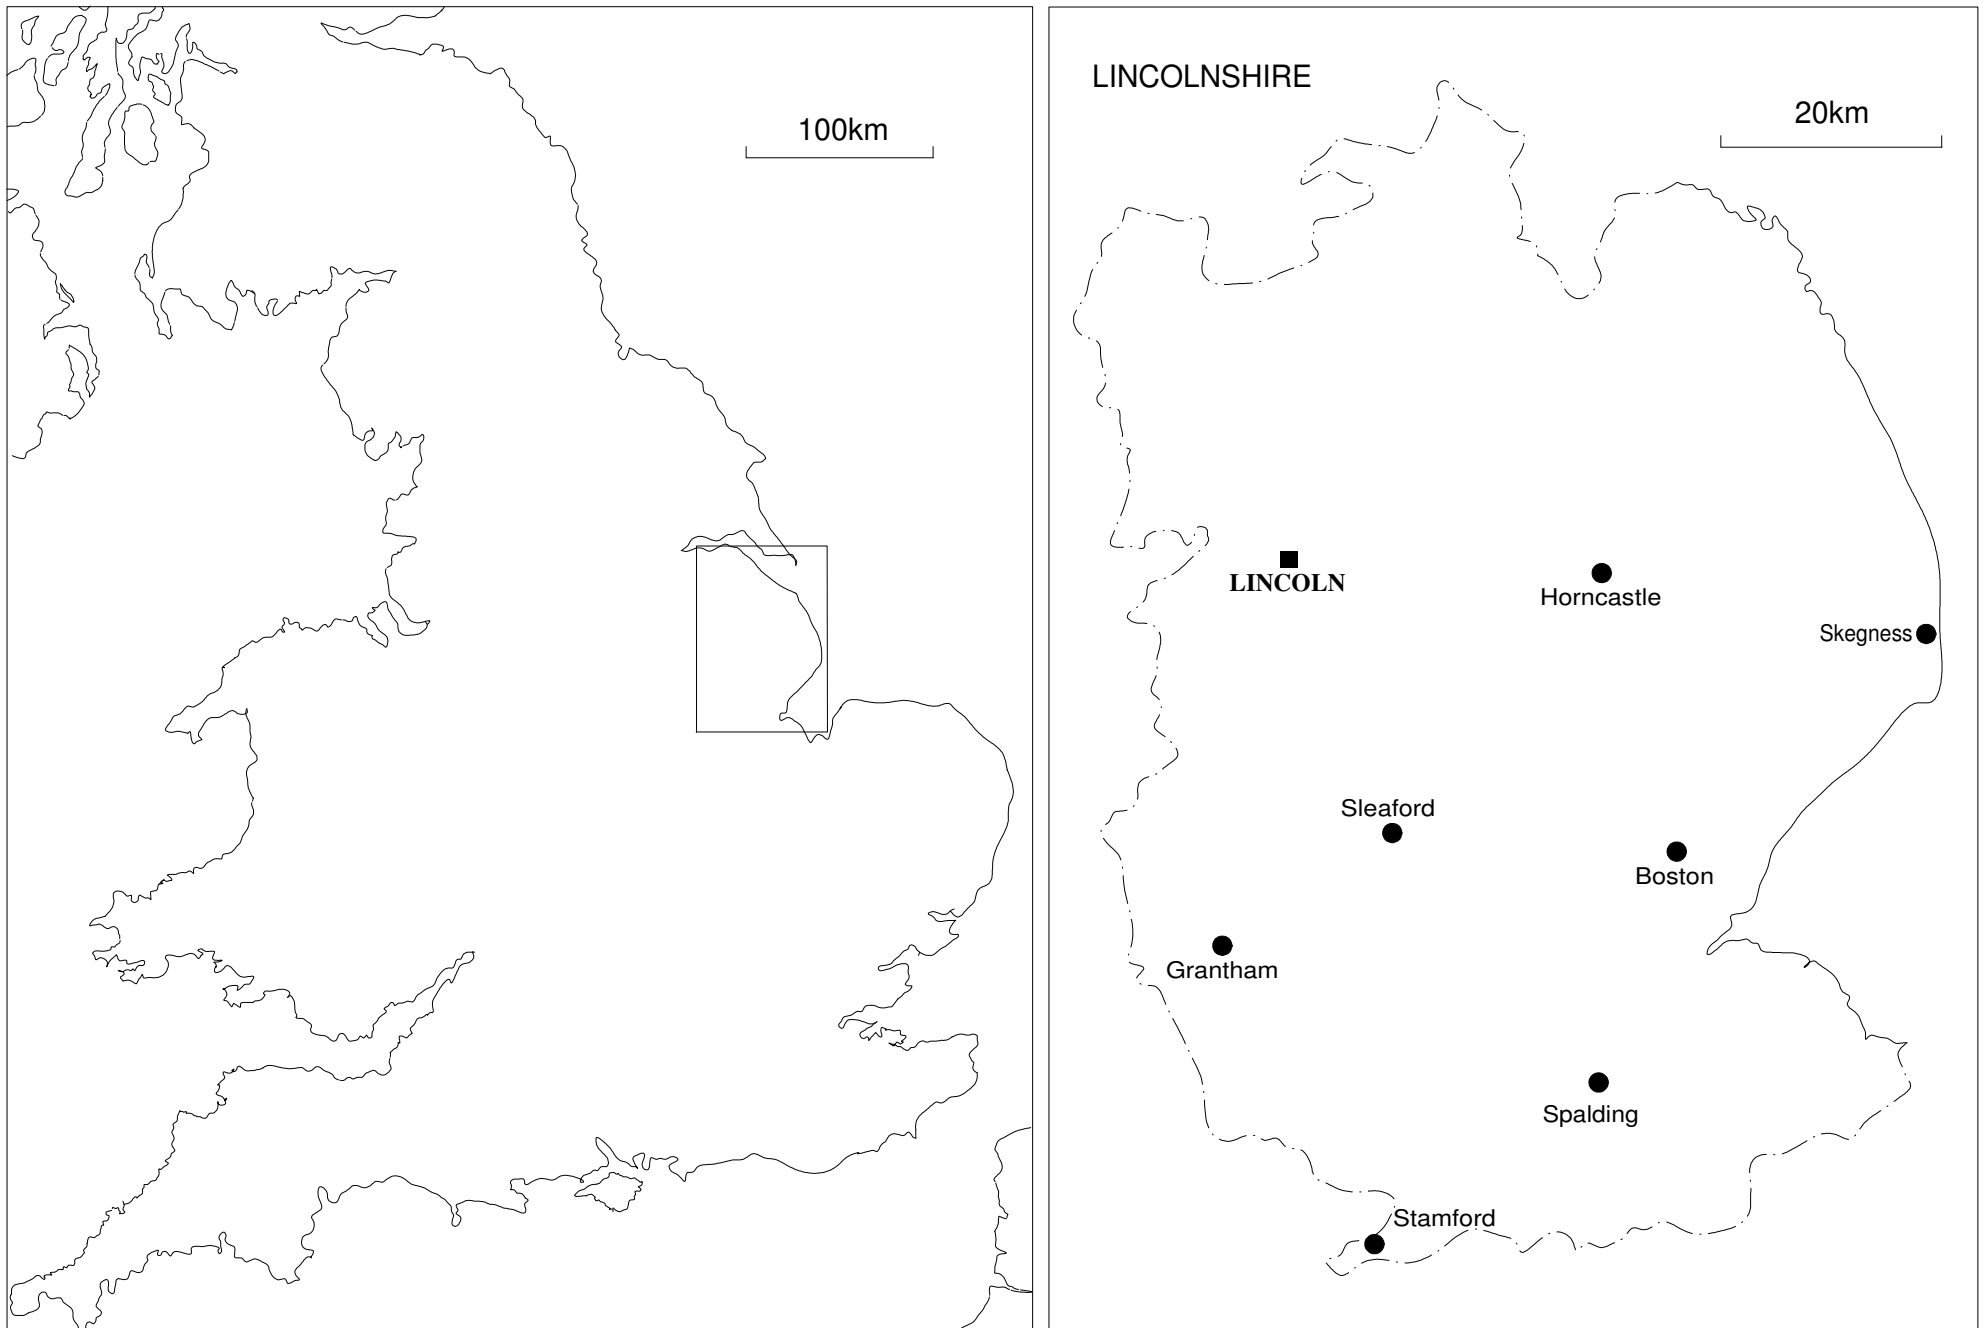 100km
LINCOLNSHIRE
20km
LINCOLN
Horncastle
Skegness
Sleaford
Boston
Grantham
Spalding
Stamford